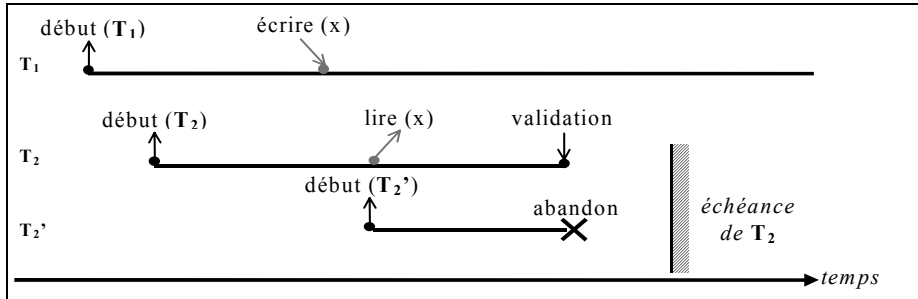 début (T₁)
écrire (x)
T₁
début (T₂)
lire (x)
validation
T₂
début (T₂’)
abandon
T₂’
échéance
de T₂
temps